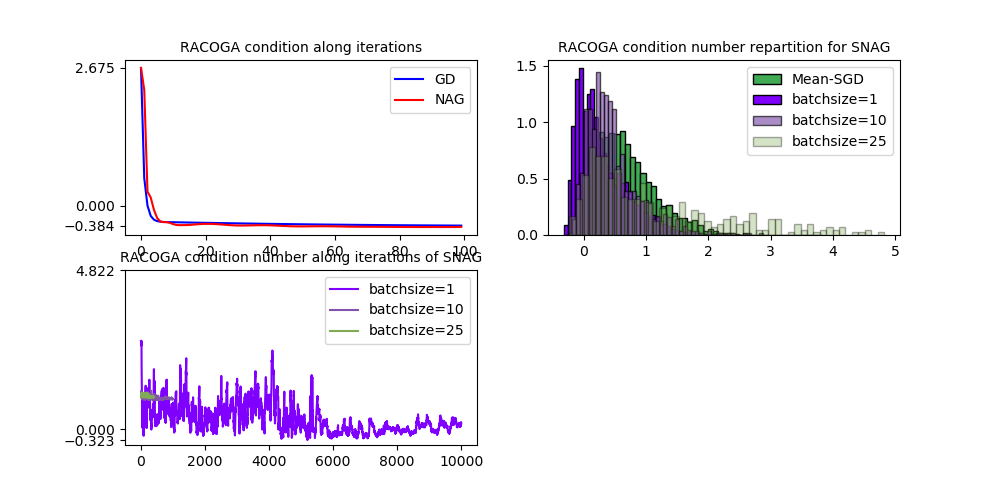 RACOGA condition along iterations
2.675
0.000
−0.384
0
20
40
60
80
100
GD
NAG
RACOGA condition number repartition for SNAG
1.5
1.0
0.5
0.0
0
1
2
3
4
5
Mean-SGD
batchsize=1
batchsize=10
batchsize=25
RACOGA condition number along iterations of SNAG
4.822
0.000
−0.323
0
2000
4000
6000
8000
10000
batchsize=1
batchsize=10
batchsize=25